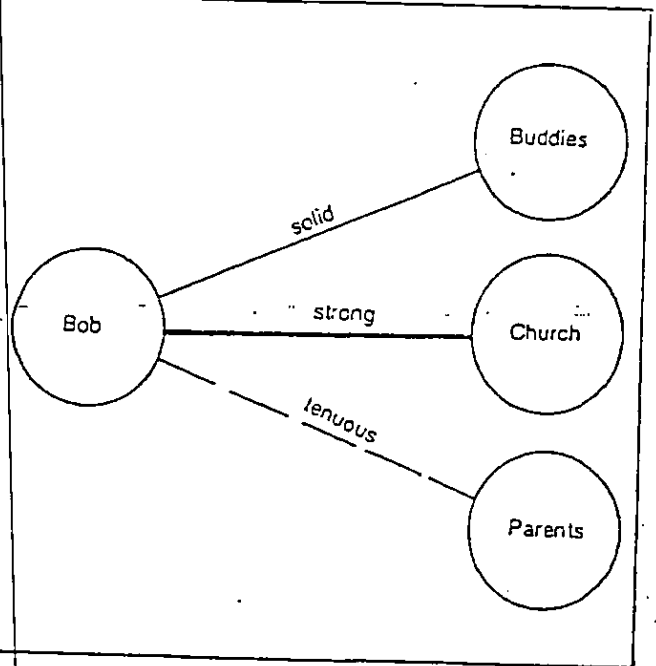 Buddies
solid
Bob
strong
Church
tenuous
Parents